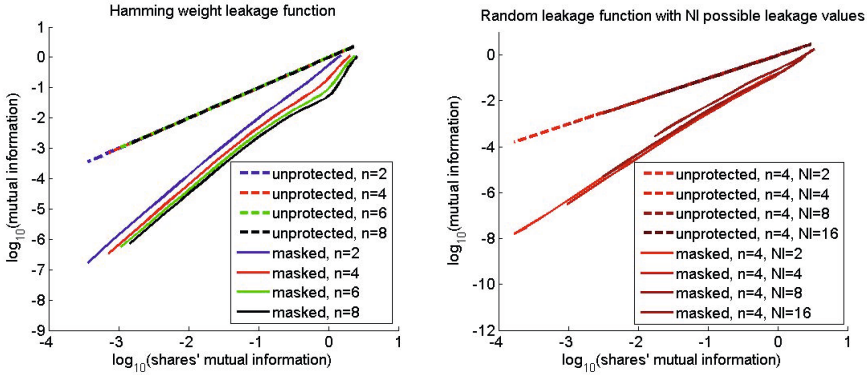 Hamming weight leakage function
1
0
-1
-2
-3
-4
-5
-6
-7
-8
-9
log10(mutual information)
unprotected, n=2
unprotected, n=4
unprotected, n=6
unprotected, n=8
masked, n=2
masked, n=4
masked, n=6
masked, n=8
-4
-3
-2
-1
0
1
log10(shares' mutual information)
Random leakage function with Nl possible leakage values
0
-2
-4
-6
-8
-10
-12
log10(mutual information)
unprotected, n=4, Nl=2
unprotected, n=4, Nl=4
unprotected, n=4, Nl=8
unprotected, n=4, Nl=16
masked, n=4, Nl=2
masked, n=4, Nl=4
masked, n=4, Nl=8
masked, n=4, Nl=16
-4
-3
-2
-1
0
1
log10(shares' mutual information)